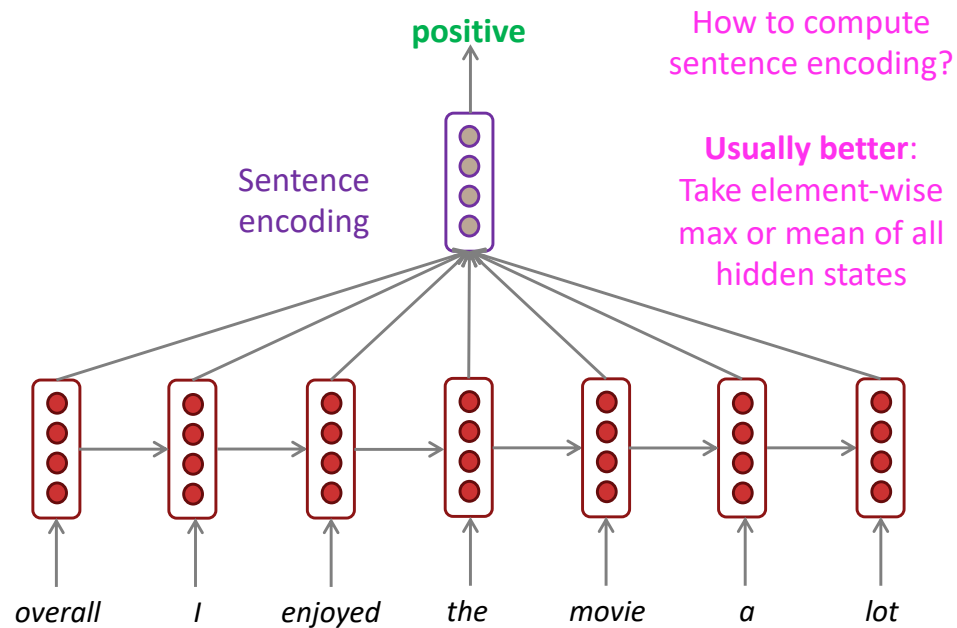 positive
How to compute
sentence encoding?
Usually better:
Take element-wise
max or mean of all
hidden states
Sentence
encoding
overall I enjoyed the movie a lot